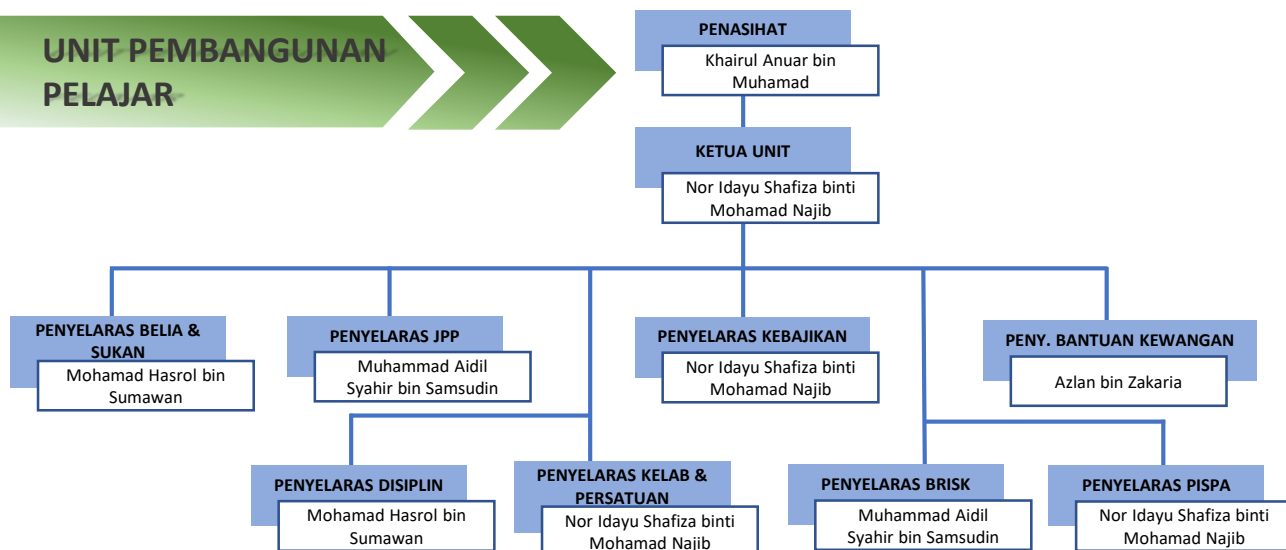 UNIT PEMBANGUNAN
PELAJAR
PENASIHAT
Khairul Anuar bin
Muhamad
KETUA UNIT
Nor Idayu Shafiza binti
Mohamad Najib
PENYELARAS BELIA &
SUKAN
Mohamad Hasrol bin
Sumawan
PENYELARAS JPP
Muhammad Aidil
Syahir bin Samsudin
PENYELARAS KEBAJIKAN
Nor Idayu Shafiza binti
Mohamad Najib
PENY. BANTUAN KEWANGAN
Azlan bin Zakaria
PENYELARAS DISIPLIN
Mohamad Hasrol bin
Sumawan
PENYELARAS KELAB &
PERSATUAN
Nor Idayu Shafiza binti
Mohamad Najib
PENYELARAS BRISK
Muhammad Aidil
Syahir bin Samsudin
PENYELARAS PISPA
Nor Idayu Shafiza binti
Mohamad Najib